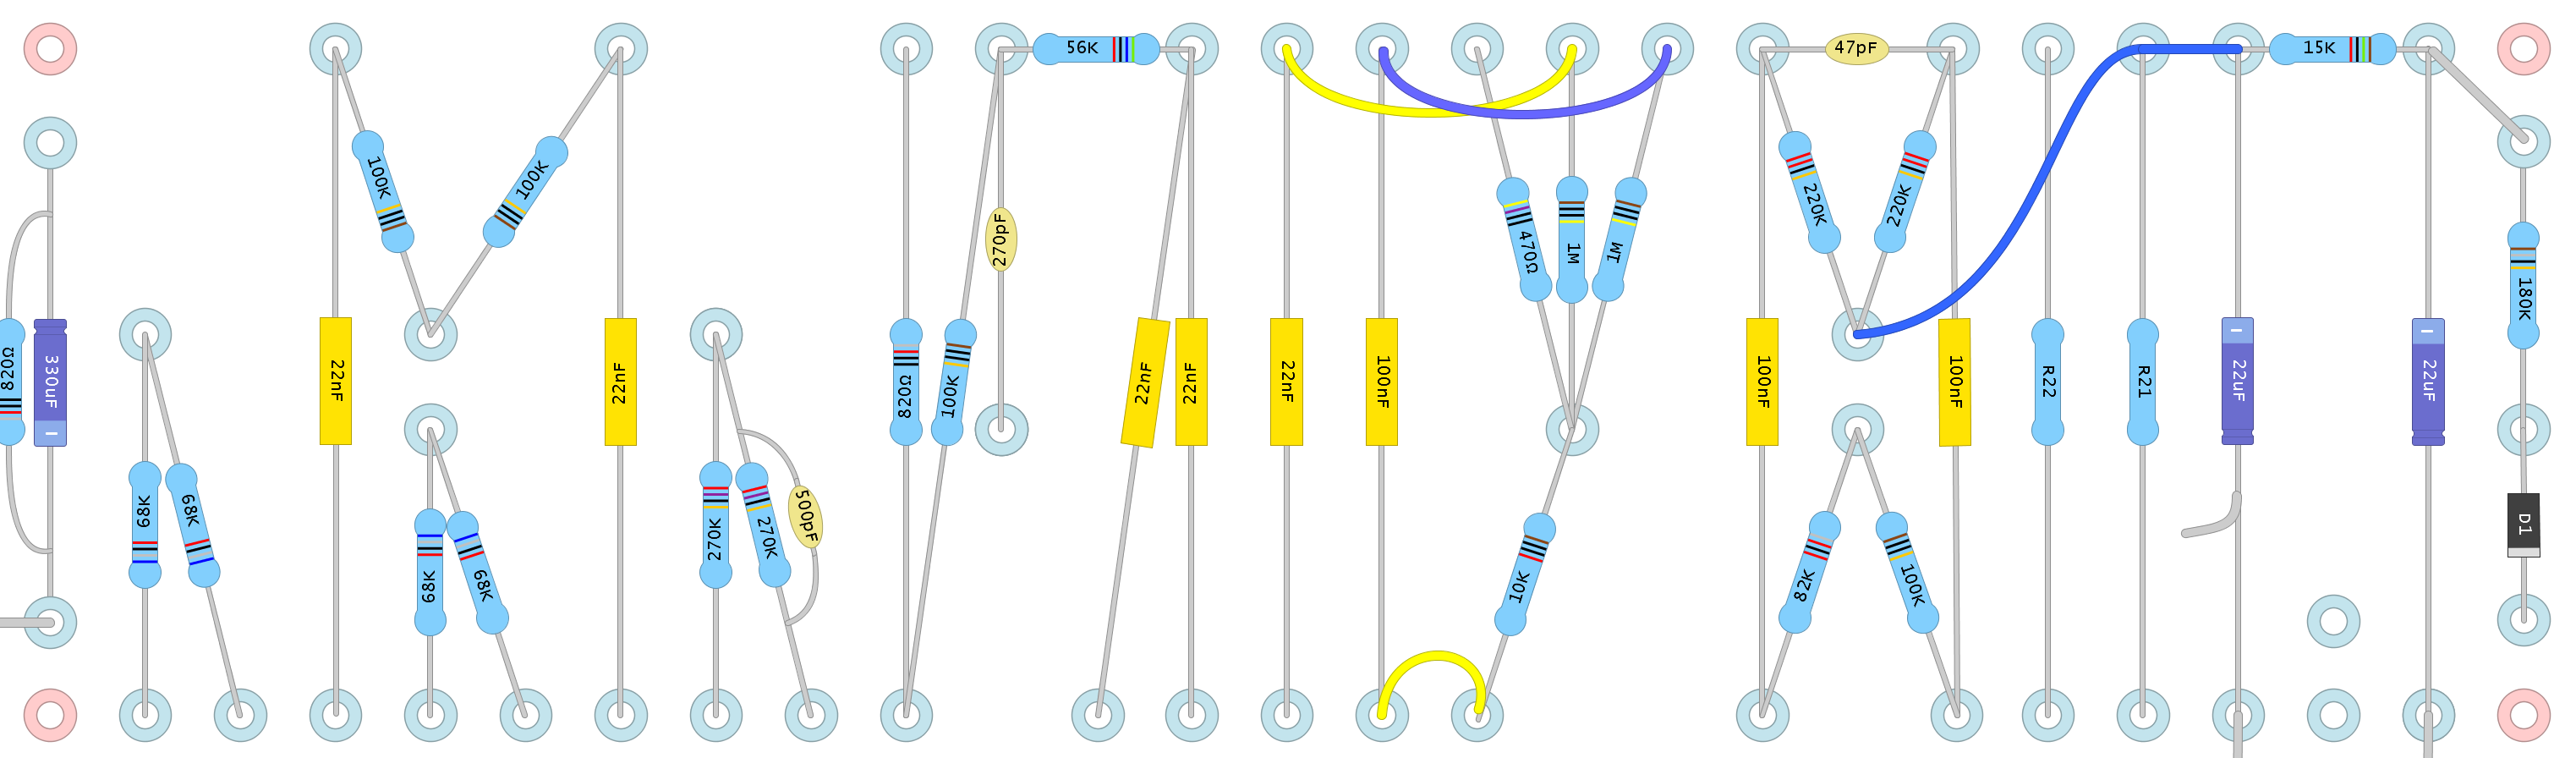 56K
47pF
15K
100K
100K
270pF
470Ω
1M
1M
220K
220K
180K
820Ω
330uF
22nF
22nF
820Ω
100K
22nF
22nF
22nF
100nF
100nF
100nF
R22
R21
22uF
22uF
68K
68K
68K
68K
270K
270K
500pF
10K
82K
100K
D1